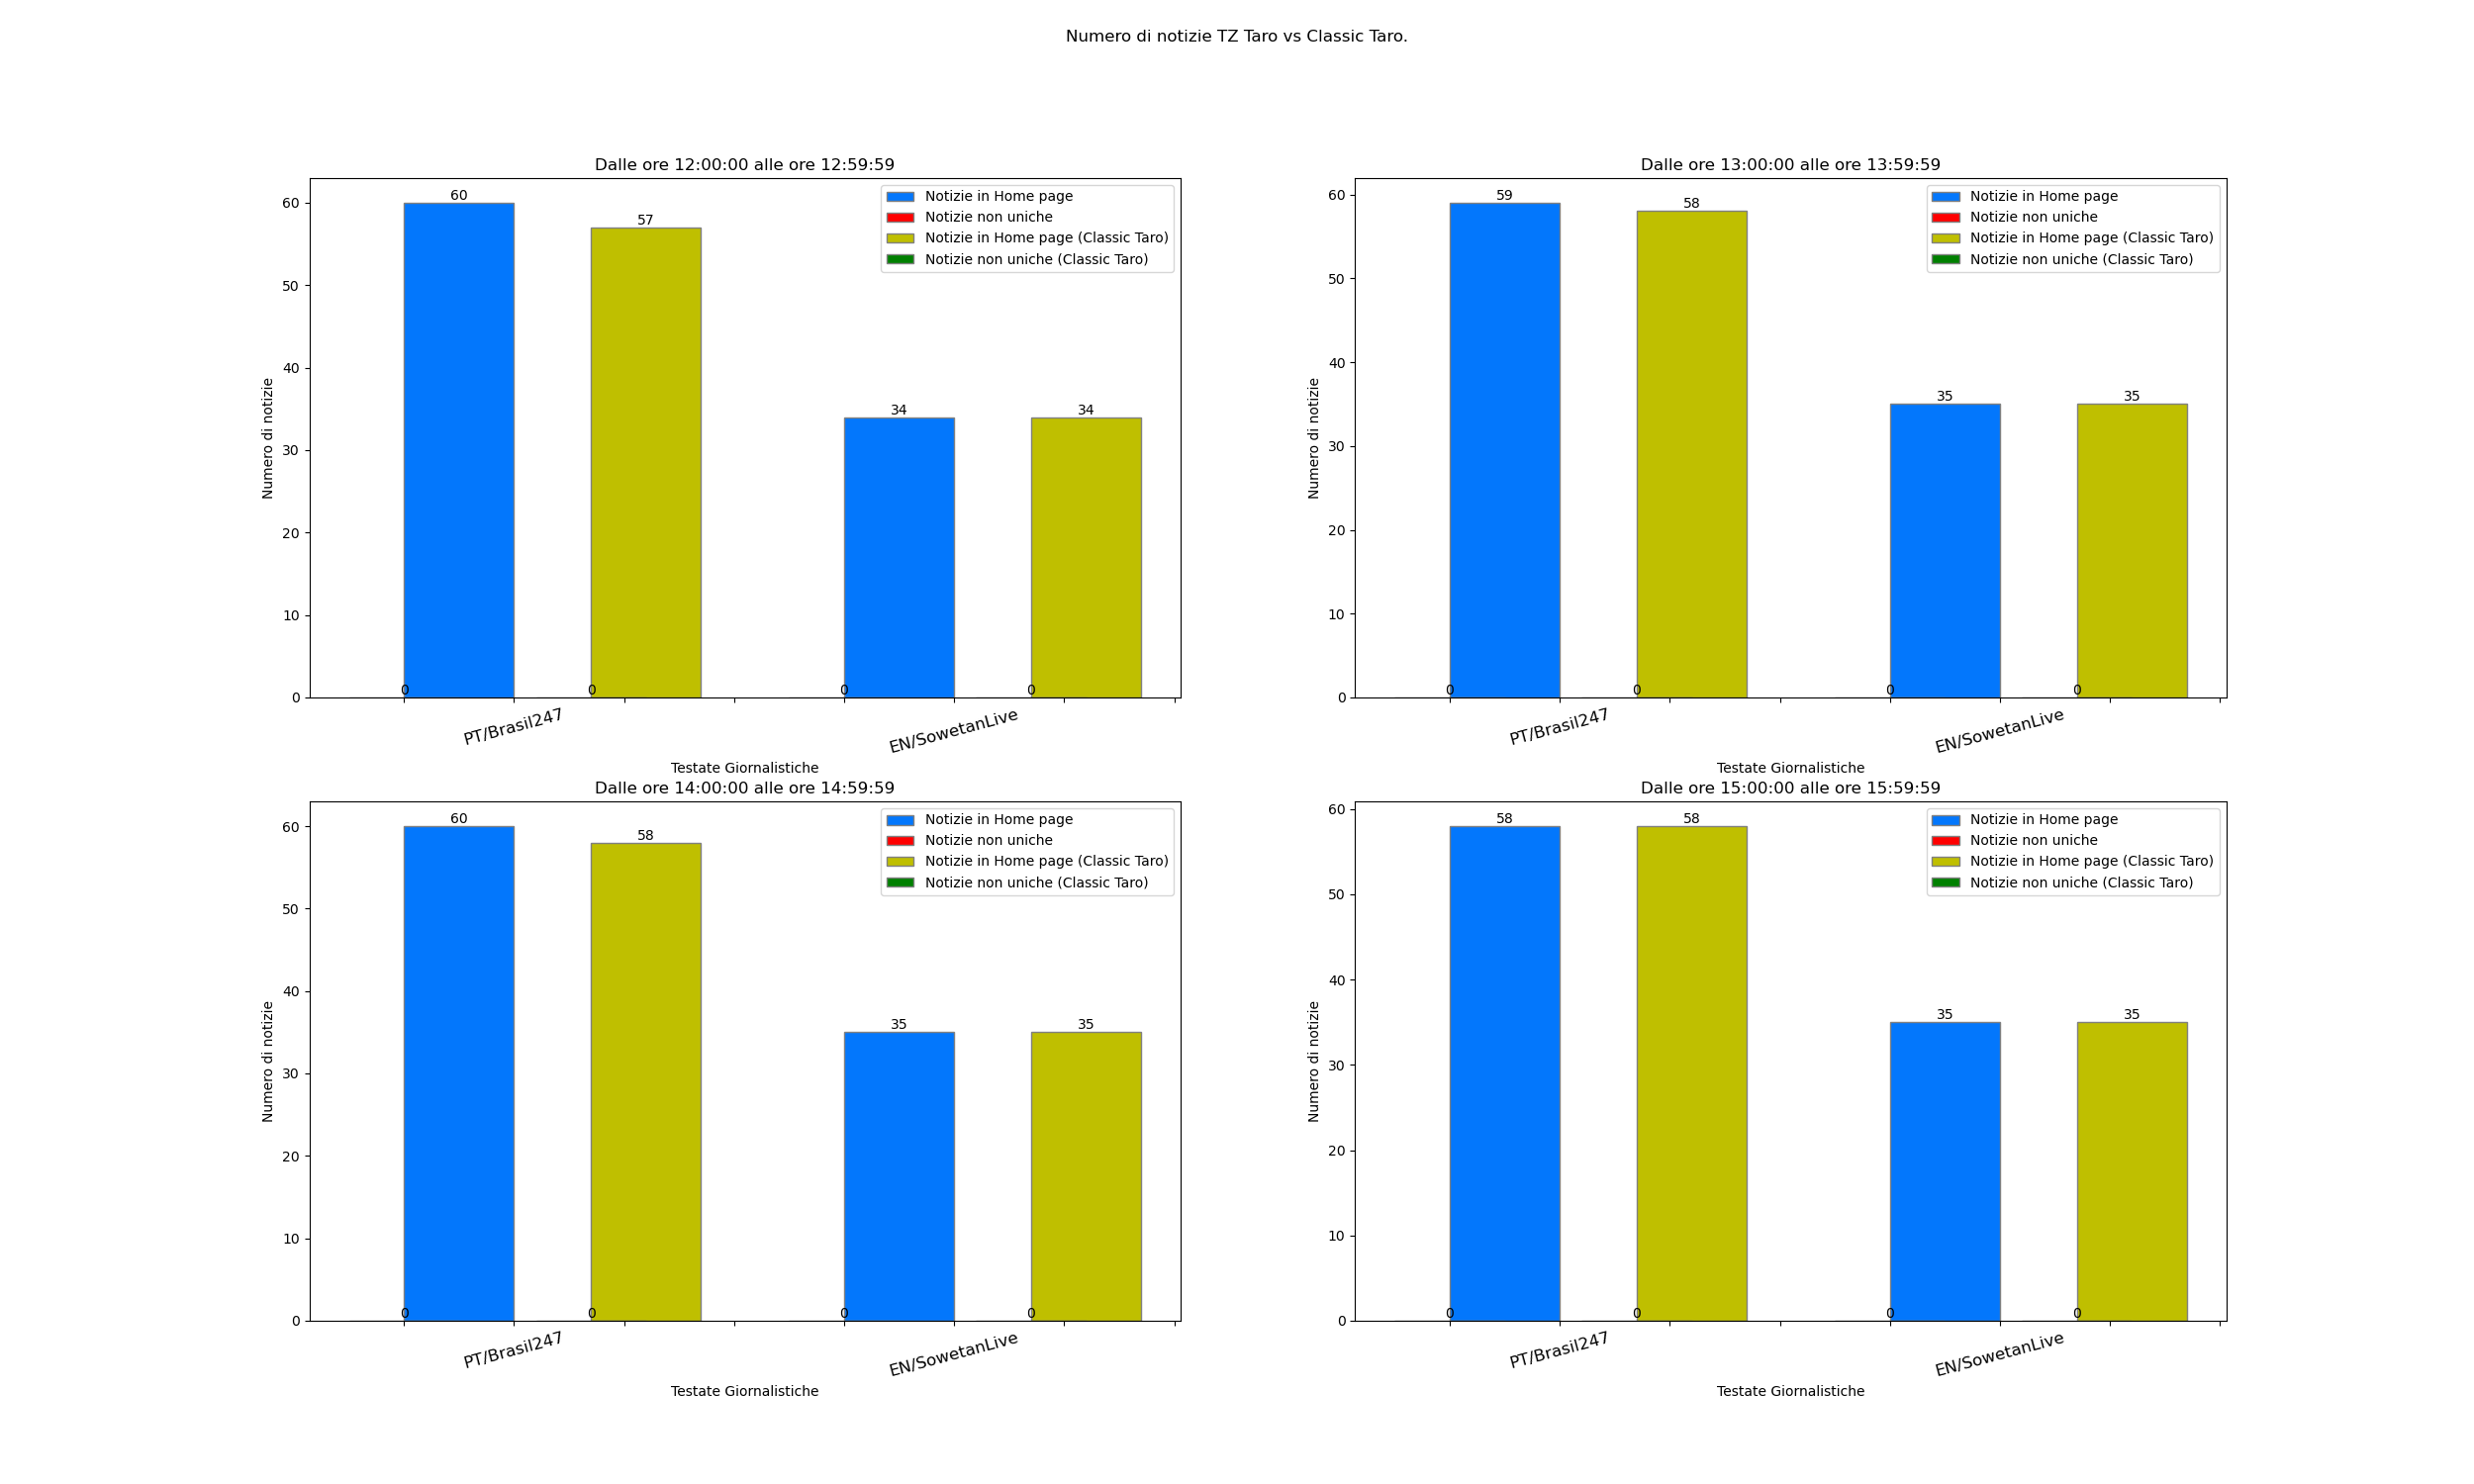 Numero di notizie TZ Taro vs Classic Taro.
Dalle ore 12:00:00 alle ore 12:59:59
Numero di notizie
60
50
40
30
20
10
0
60
57
34
34
0
0
0
0
Notizie in Home page
Notizie non uniche
Notizie in Home page (Classic Taro)
Notizie non uniche (Classic Taro)
PT/Brasil247
EN/SowetanLive
Testate Giornalistiche
Dalle ore 13:00:00 alle ore 13:59:59
Numero di notizie
60
50
40
30
20
10
0
59
58
35
35
0
0
0
0
Notizie in Home page
Notizie non uniche
Notizie in Home page (Classic Taro)
Notizie non uniche (Classic Taro)
PT/Brasil247
EN/SowetanLive
Testate Giornalistiche
Dalle ore 14:00:00 alle ore 14:59:59
Numero di notizie
60
50
40
30
20
10
0
60
58
35
35
0
0
0
0
Notizie in Home page
Notizie non uniche
Notizie in Home page (Classic Taro)
Notizie non uniche (Classic Taro)
PT/Brasil247
EN/SowetanLive
Testate Giornalistiche
Dalle ore 15:00:00 alle ore 15:59:59
Numero di notizie
60
50
40
30
20
10
0
58
58
35
35
0
0
0
0
Notizie in Home page
Notizie non uniche
Notizie in Home page (Classic Taro)
Notizie non uniche (Classic Taro)
PT/Brasil247
EN/SowetanLive
Testate Giornalistiche